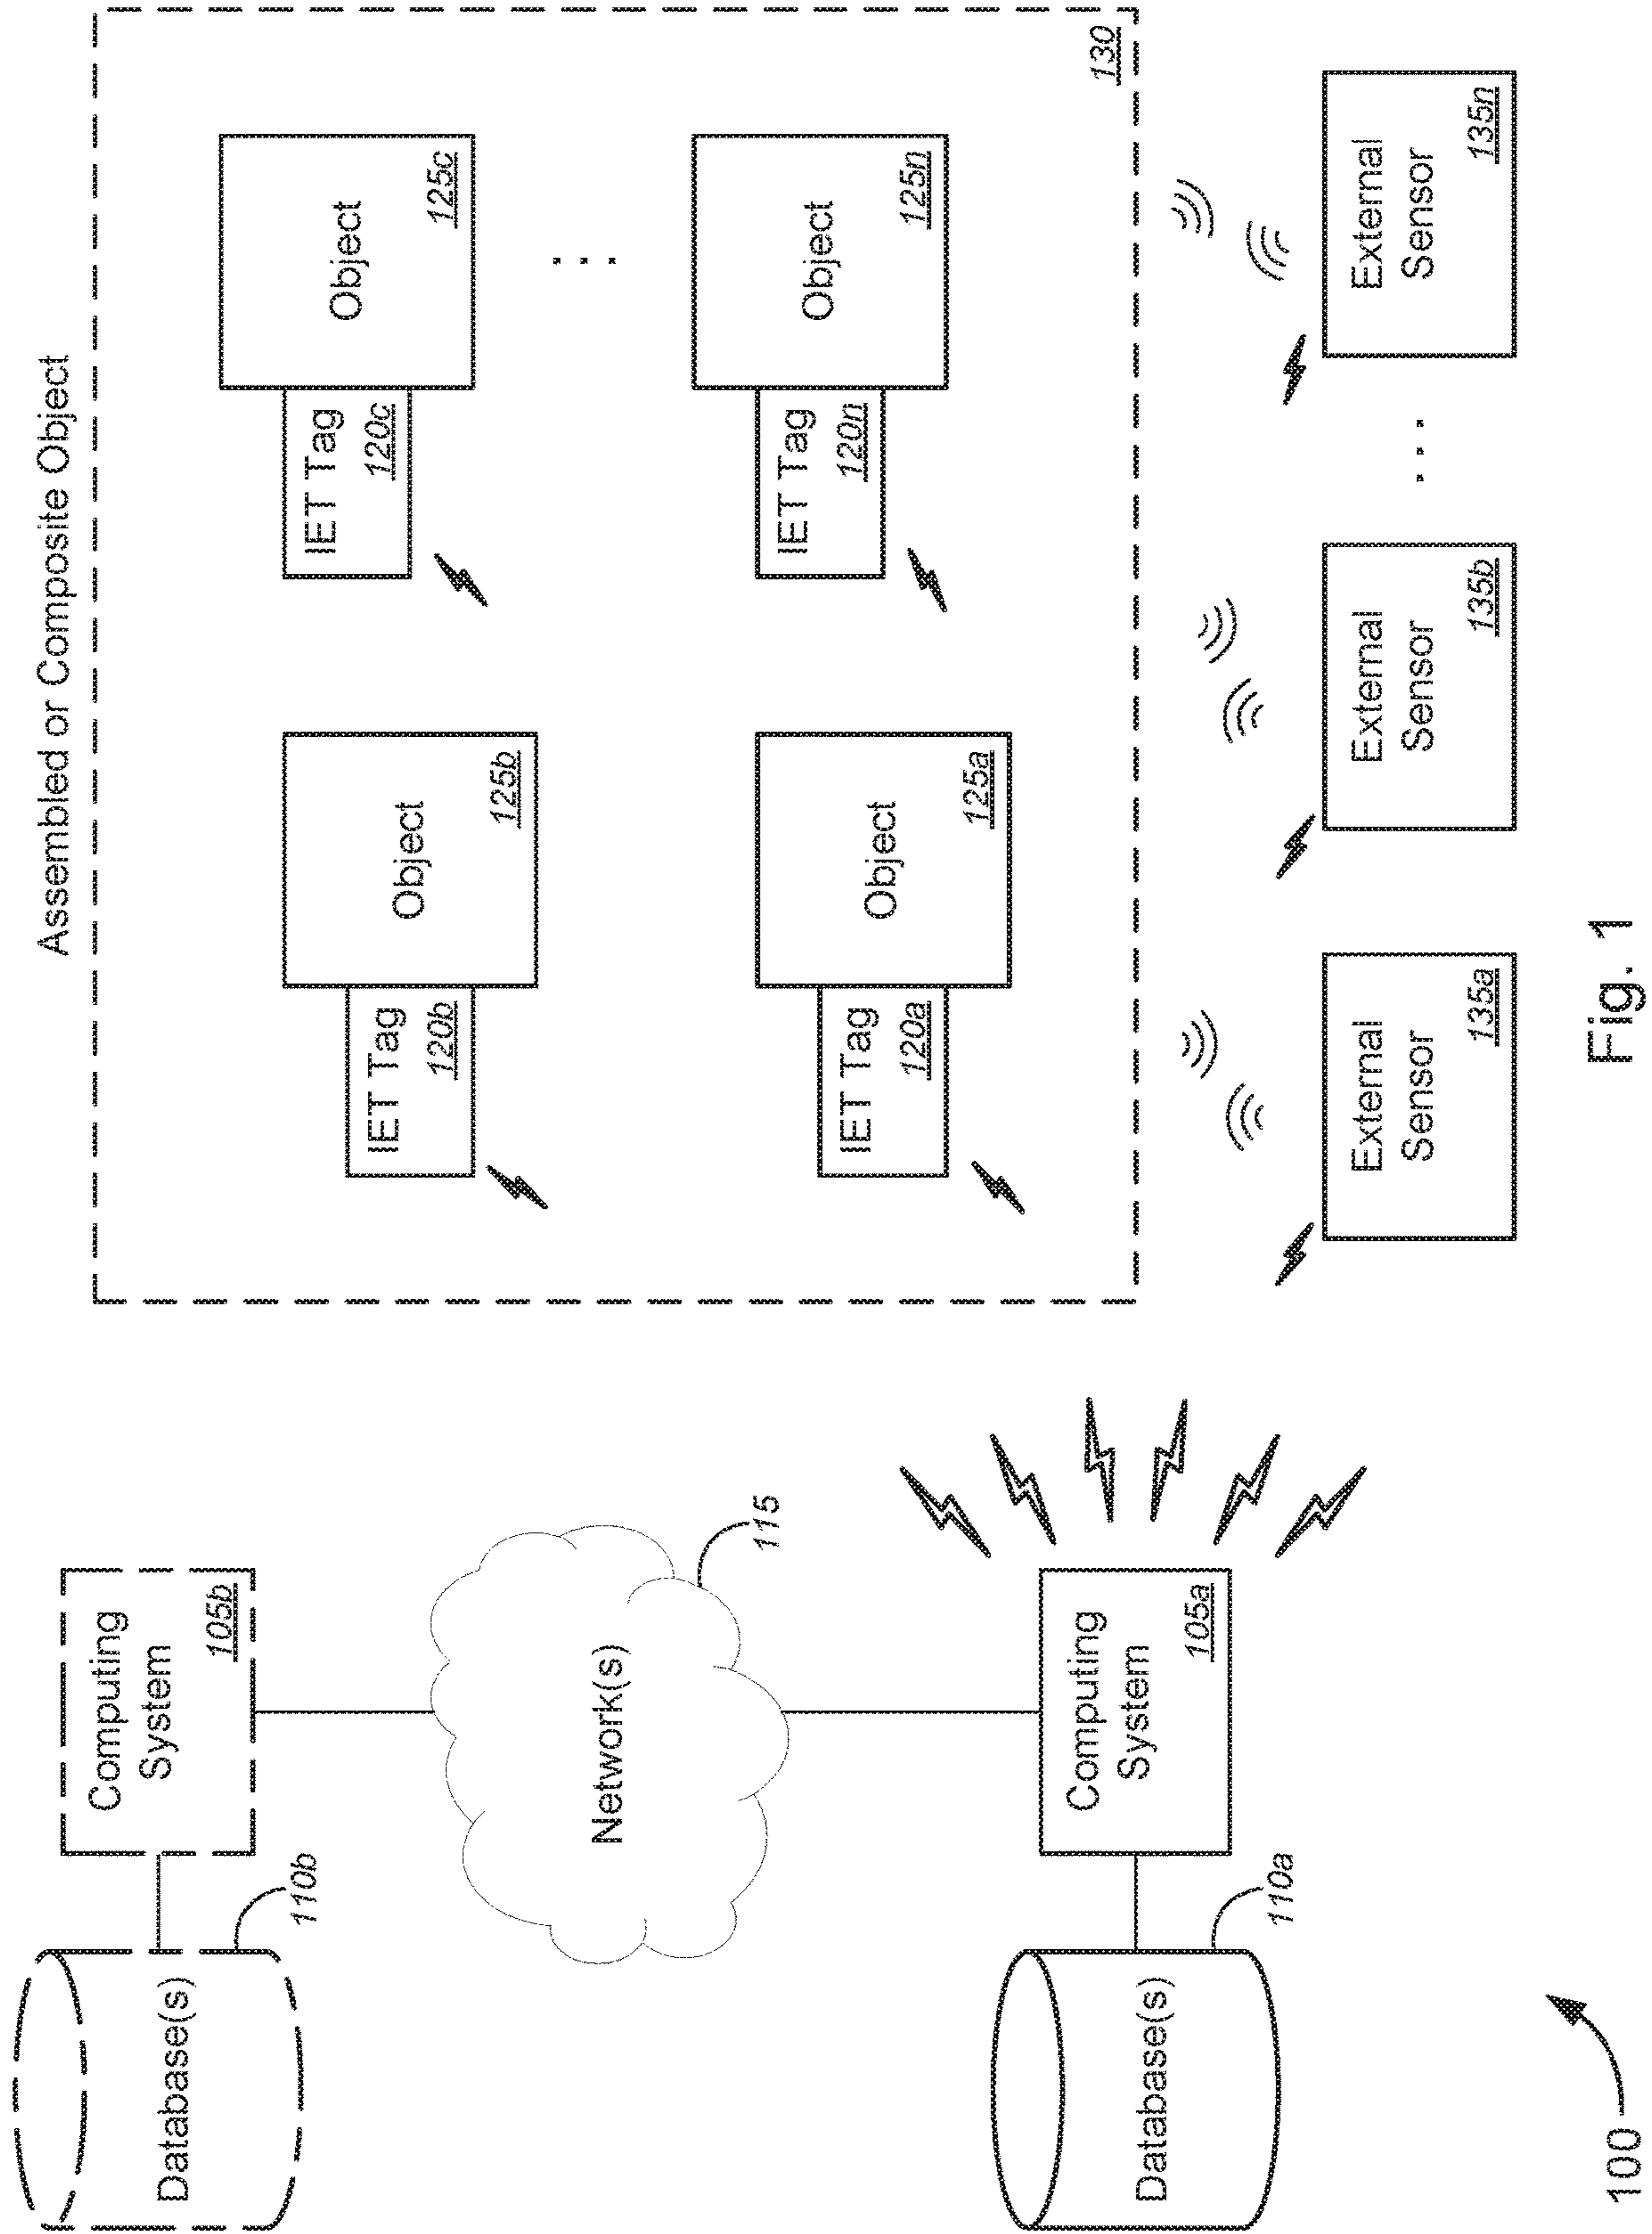 Assembled or Composite Object
Database(s)
110b
Computing
System
105b
Network(s)
115
Database(s)
110a
Computing
System
105a
IET Tag
120b
Object
125b
IET Tag
120c
Object
125c
. . .
IET Tag
120a
Object
125a
IET Tag
120n
Object
125n
130
External
Sensor
135a
External
Sensor
135b
. . .
External
Sensor
135n
100
Fig. 1